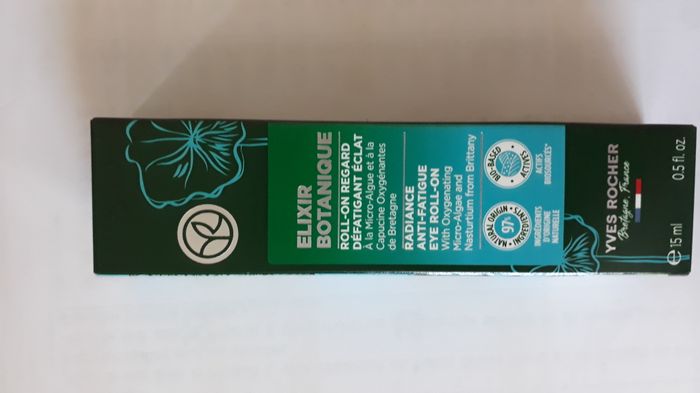 ELIXIR
BOTANIQUE
ROLL-ON REGARD
DÉFATIGANT ÉCLAT
À la Micro-Algue et à la
Capucine Oxygénantes
de Bretagne
RADIANCE
ANTI-FATIGUE
EYE ROLL-ON
With Oxygenating
Micro-Algae and
Nasturtium from Brittany
NATURAL ORIGIN • INGREDIENTS •
97%
INGRÉDIENTS
D'ORIGINE
NATURELLE
BIO-BASED
ACTIVES
ACTIFS
BIOSOURCÉS*
YVES ROCHER
Bretagne, France
e 15 ml
0.5 fl. oz.